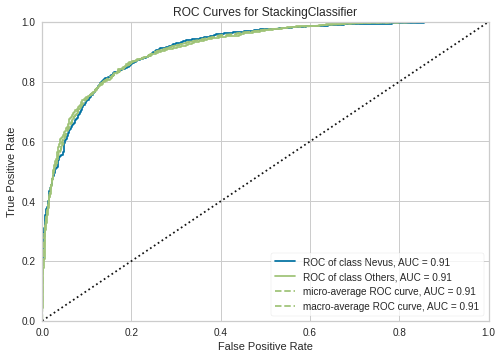 ROC Curves for StackingClassifier
1.0
0.8
0.6
0.4
0.2
0.0
True Positive Rate
ROC of class Nevus, AUC = 0.91
ROC of class Others, AUC = 0.91
micro-average ROC curve, AUC = 0.91
macro-average ROC curve, AUC = 0.91
0.0 0.2 0.4 0.6 0.8 1.0
False Positive Rate